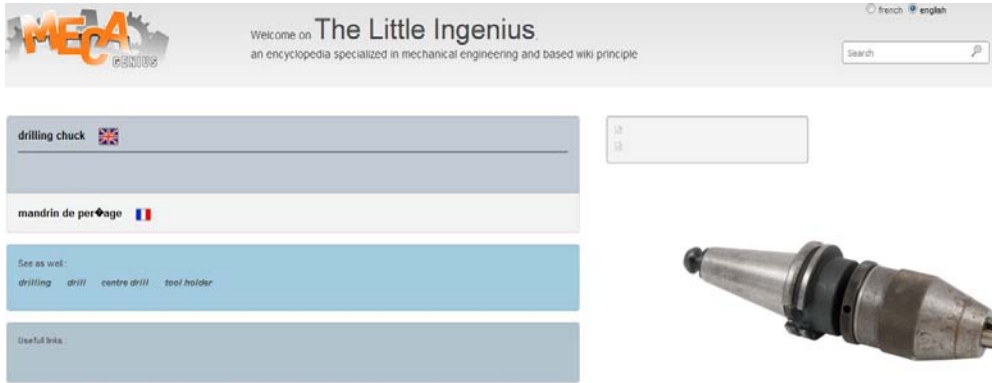 MECA
GENIUS
Welcome on The Little Ingenius.
an encyclopedia specialized in mechanical engineering and based wiki principle
french english
Search
drilling chuck
mandrin de per�age
See as well :
drilling drill centre drill tool holder
Useful links :